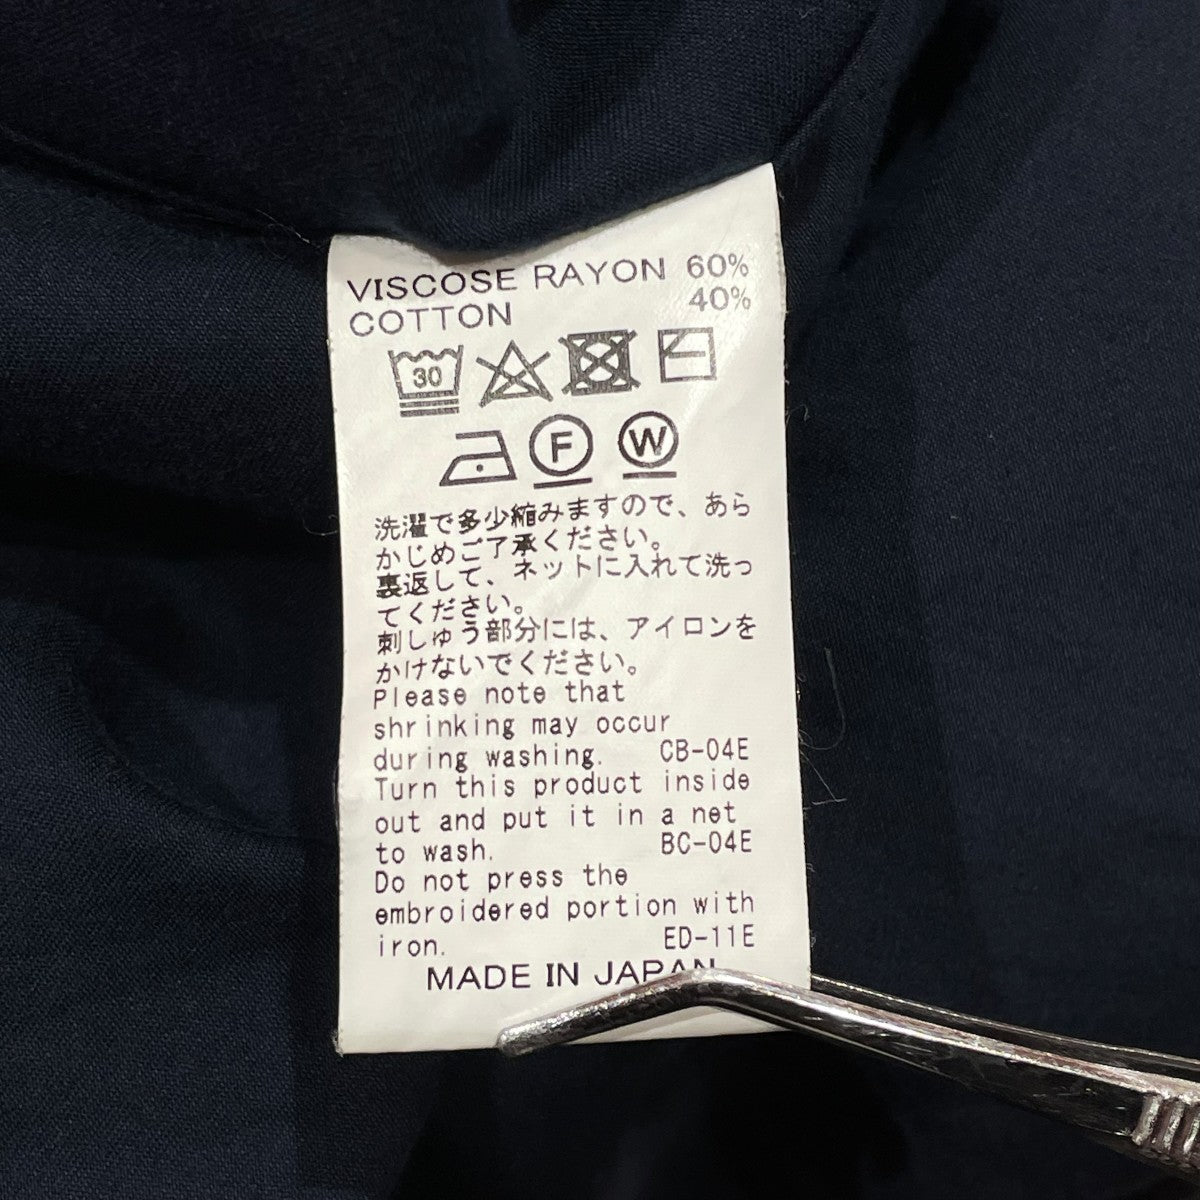 VISCOSE RAYON 60%
COTTON 40%
30
F W
洗濯で多少縮みますので、あら
かじめご了承ください。
裏返して、ネットに入れて洗っ
てください。
刺しゅう部分には、アイロンを
かけないでください。
Please note that
shrinking may occur
during washing. CB-04E
Turn this product inside
out and put it in a net
to wash. BC-04E
Do not press the
embroidered portion with
iron. ED-11E
MADE IN JAPAN